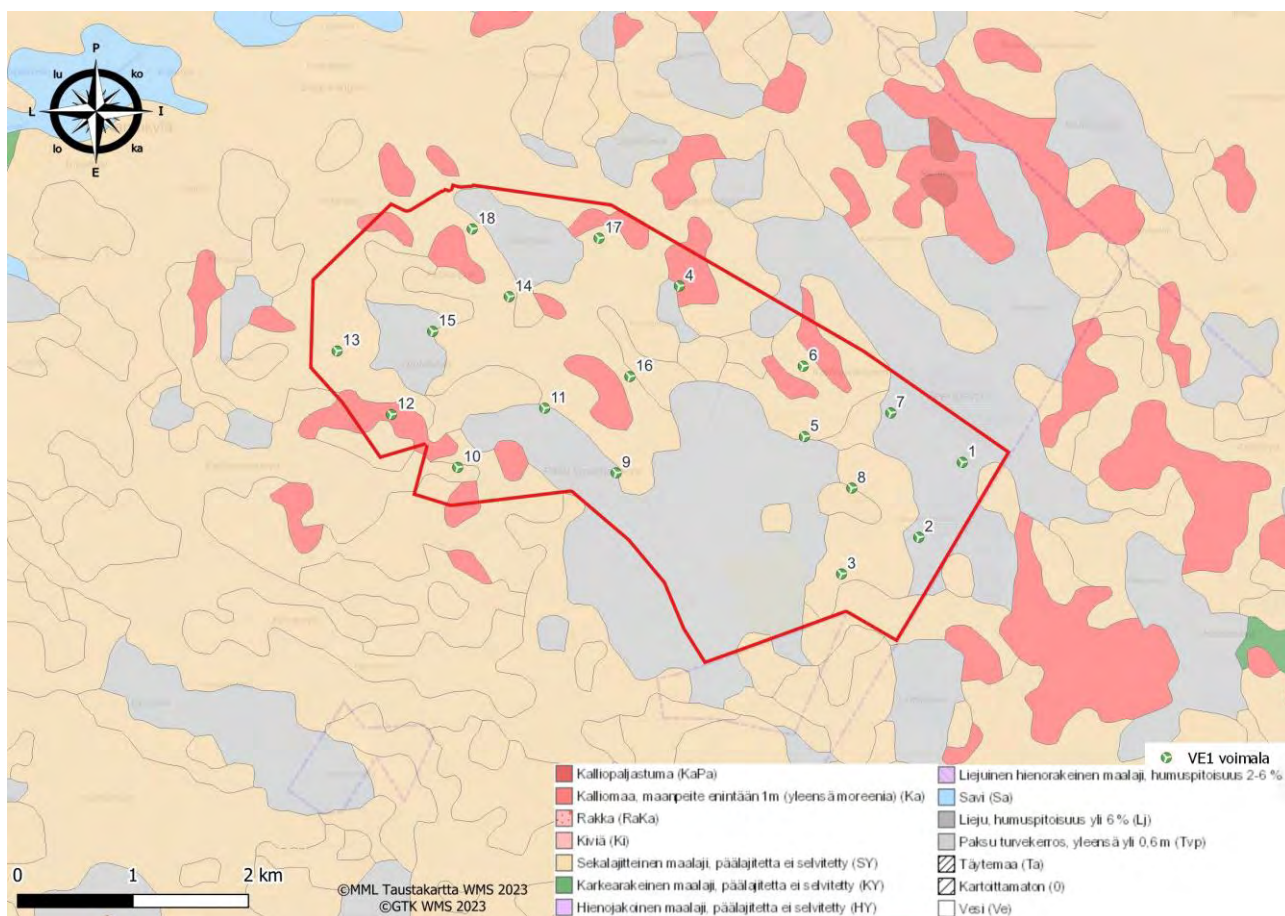 P
lu
ko
L
I
lo
ka
E
18
17
4
14
15
13
6
16
12
11
7
5
10
9
1
8
2
3
VE1 voimala
Kalliopaljastuma (KaPa)
Kalliomaa, maanpeite enintään 1m (yleensä moreenia) (Ka)
Rakka (RaKa)
Kiviä (Ki)
Sekalajitteinen maalaji, päälajitetta ei selvitetty (SY)
Karkearakeinen maalaji, päälajitetta ei selvitetty (KY)
Hienojakoinen maalaji, päälajitetta ei selvitetty (HY)
Liejuinen hienorakeinen maalaji, humuspitoisuus 2-6 %
Savi (Sa)
Lieju, humuspitoisuus yli 6 % (Lj)
Paksu turvekerros, yleensä yli 0,6 m (Tvp)
Täytemaa (Ta)
Kartoittamaton (0)
Vesi (Ve)
0 1 2 km
©MML Taustakartta WMS 2023
©GTK WMS 2023